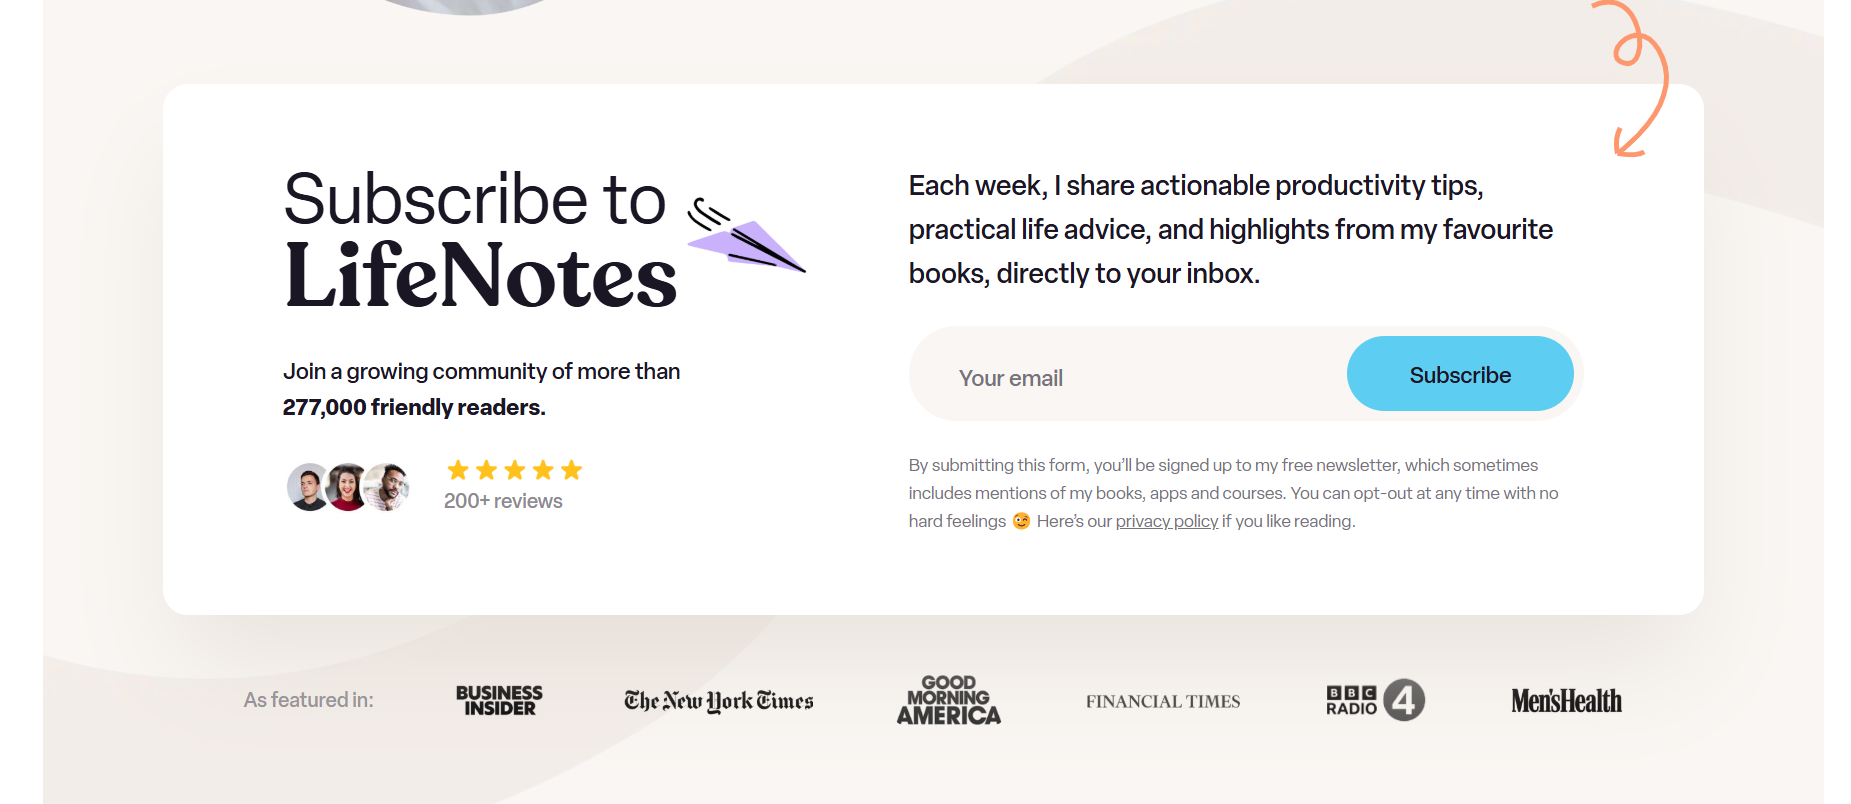 Subscribe to
LifeNotes
Join a growing community of more than
277,000 friendly readers.
200+ reviews
Each week, I share actionable productivity tips,
practical life advice, and highlights from my favourite
books, directly to your inbox.
Your email
Subscribe
By submitting this form, you’ll be signed up to my free newsletter, which sometimes
includes mentions of my books, apps and courses. You can opt-out at any time with no
hard feelings 😉 Here’s our privacy policy if you like reading.
As featured in:
BUSINESS
INSIDER
The New York Times
GOOD
MORNING
AMERICA
FINANCIAL TIMES
BBC
RADIO 4
Men'sHealth